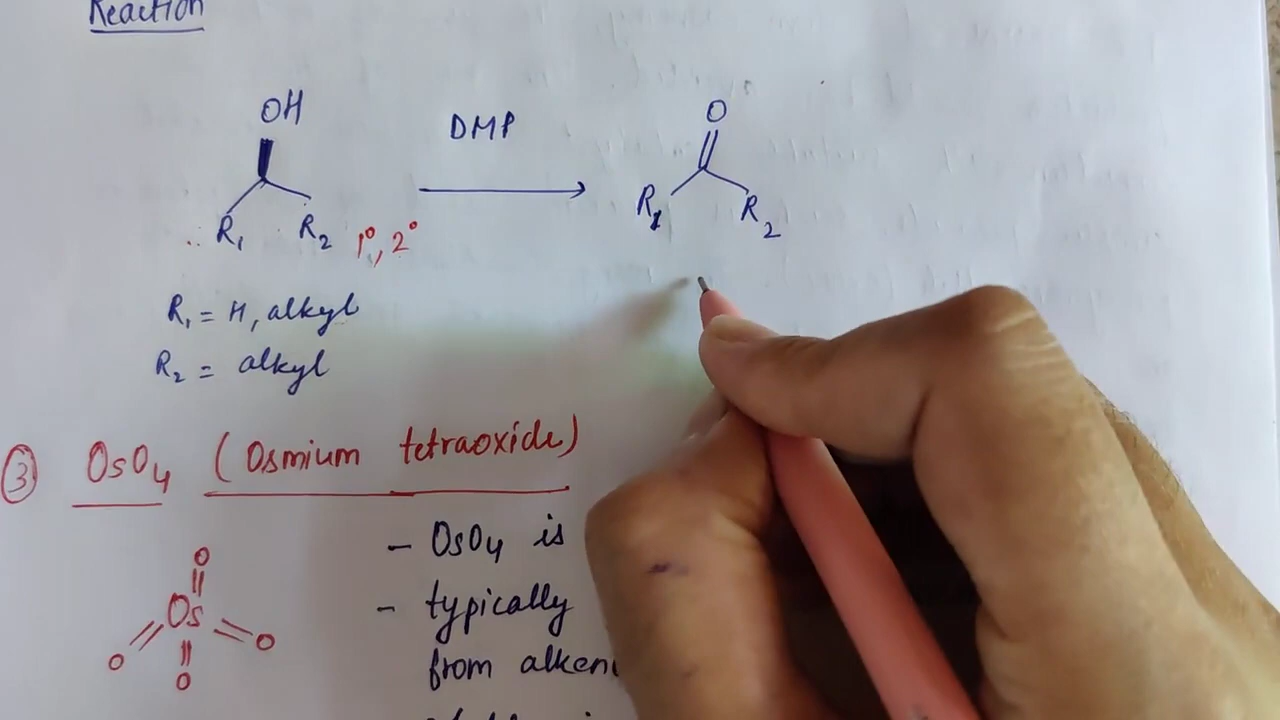 Reaction
OH
DMP
O
R₁ R₂ 1°, 2°
R₁ R₂
R₁ = H, alkyl
R₂ = alkyl
③ OsO₄ (Osmium tetraoxide)
- OsO₄ is
- typically
from alken
O
Os
O O
O